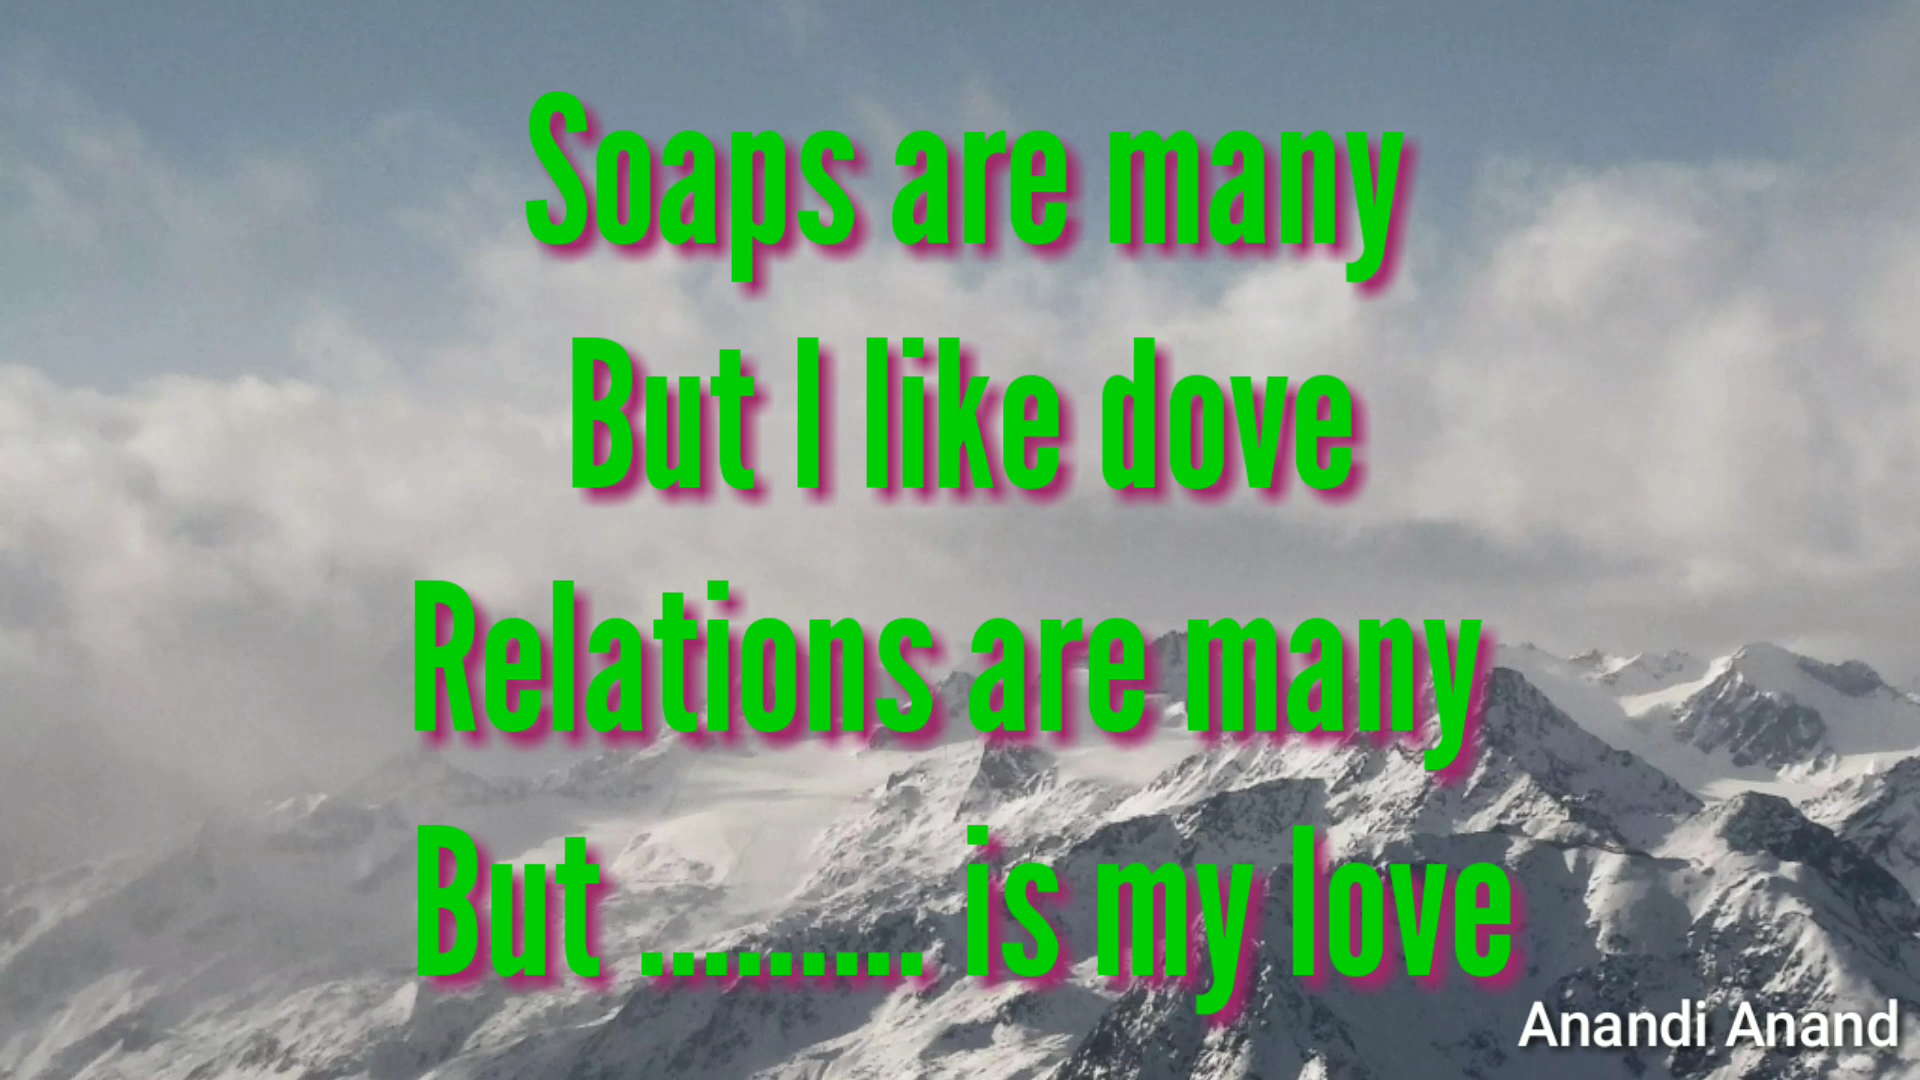 Soaps are many
But I like dove
Relations are many
But ......... is my love
Anandi Anand